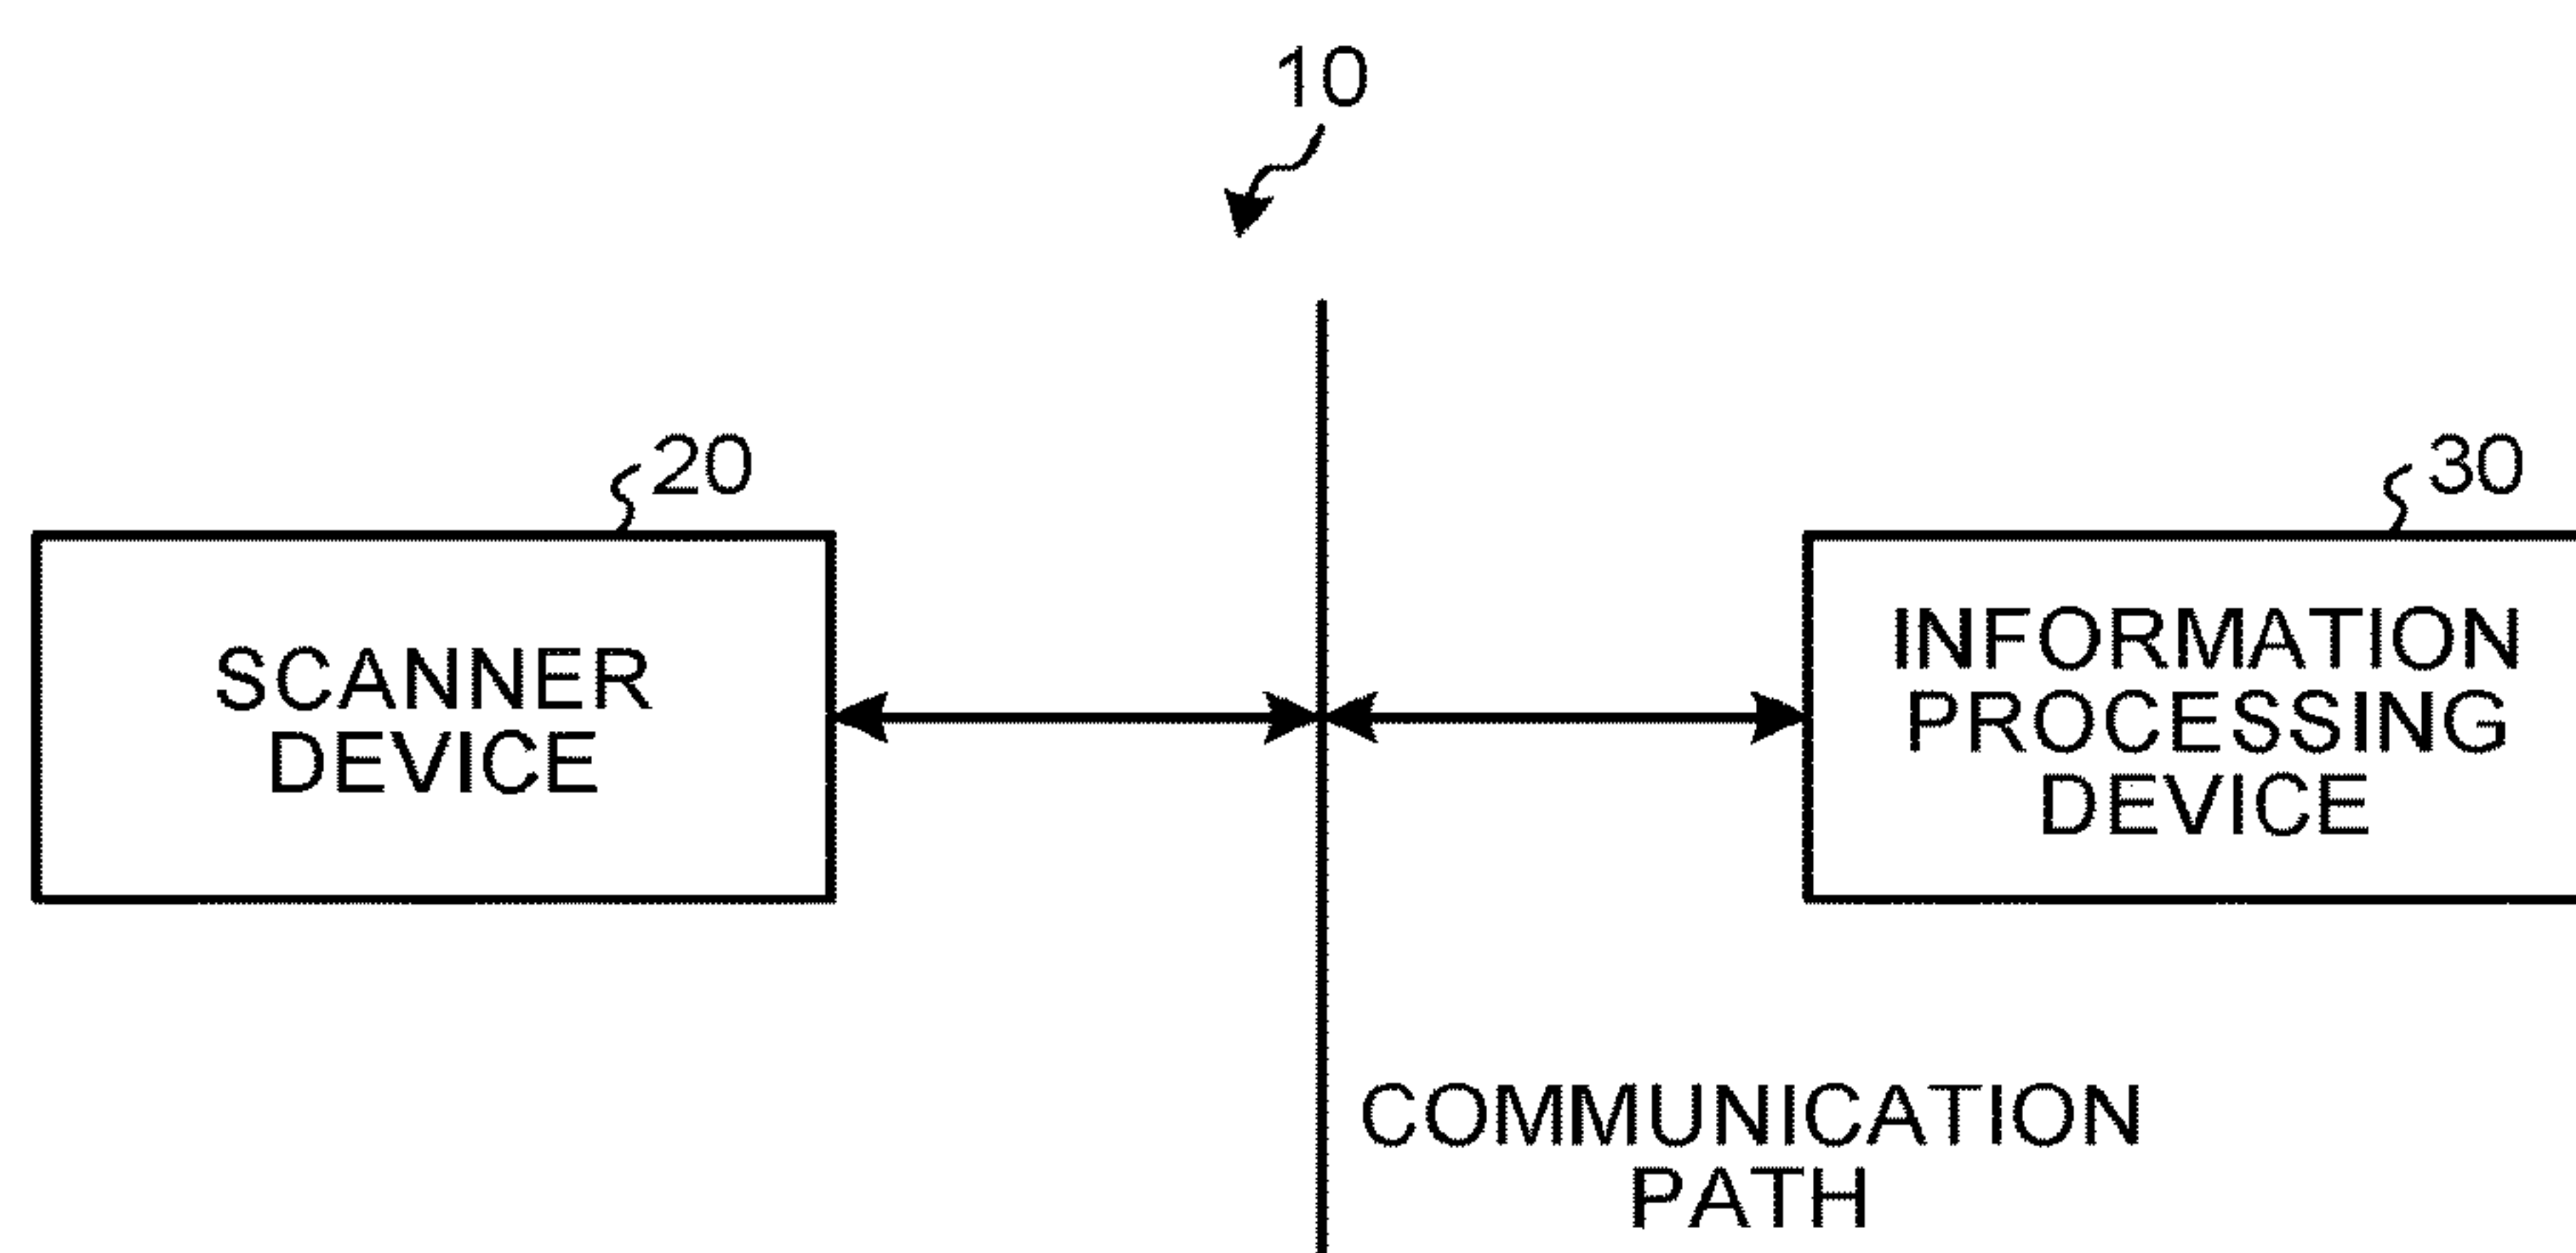 10
20
30
SCANNER
DEVICE
INFORMATION
PROCESSING
DEVICE
COMMUNICATION
PATH